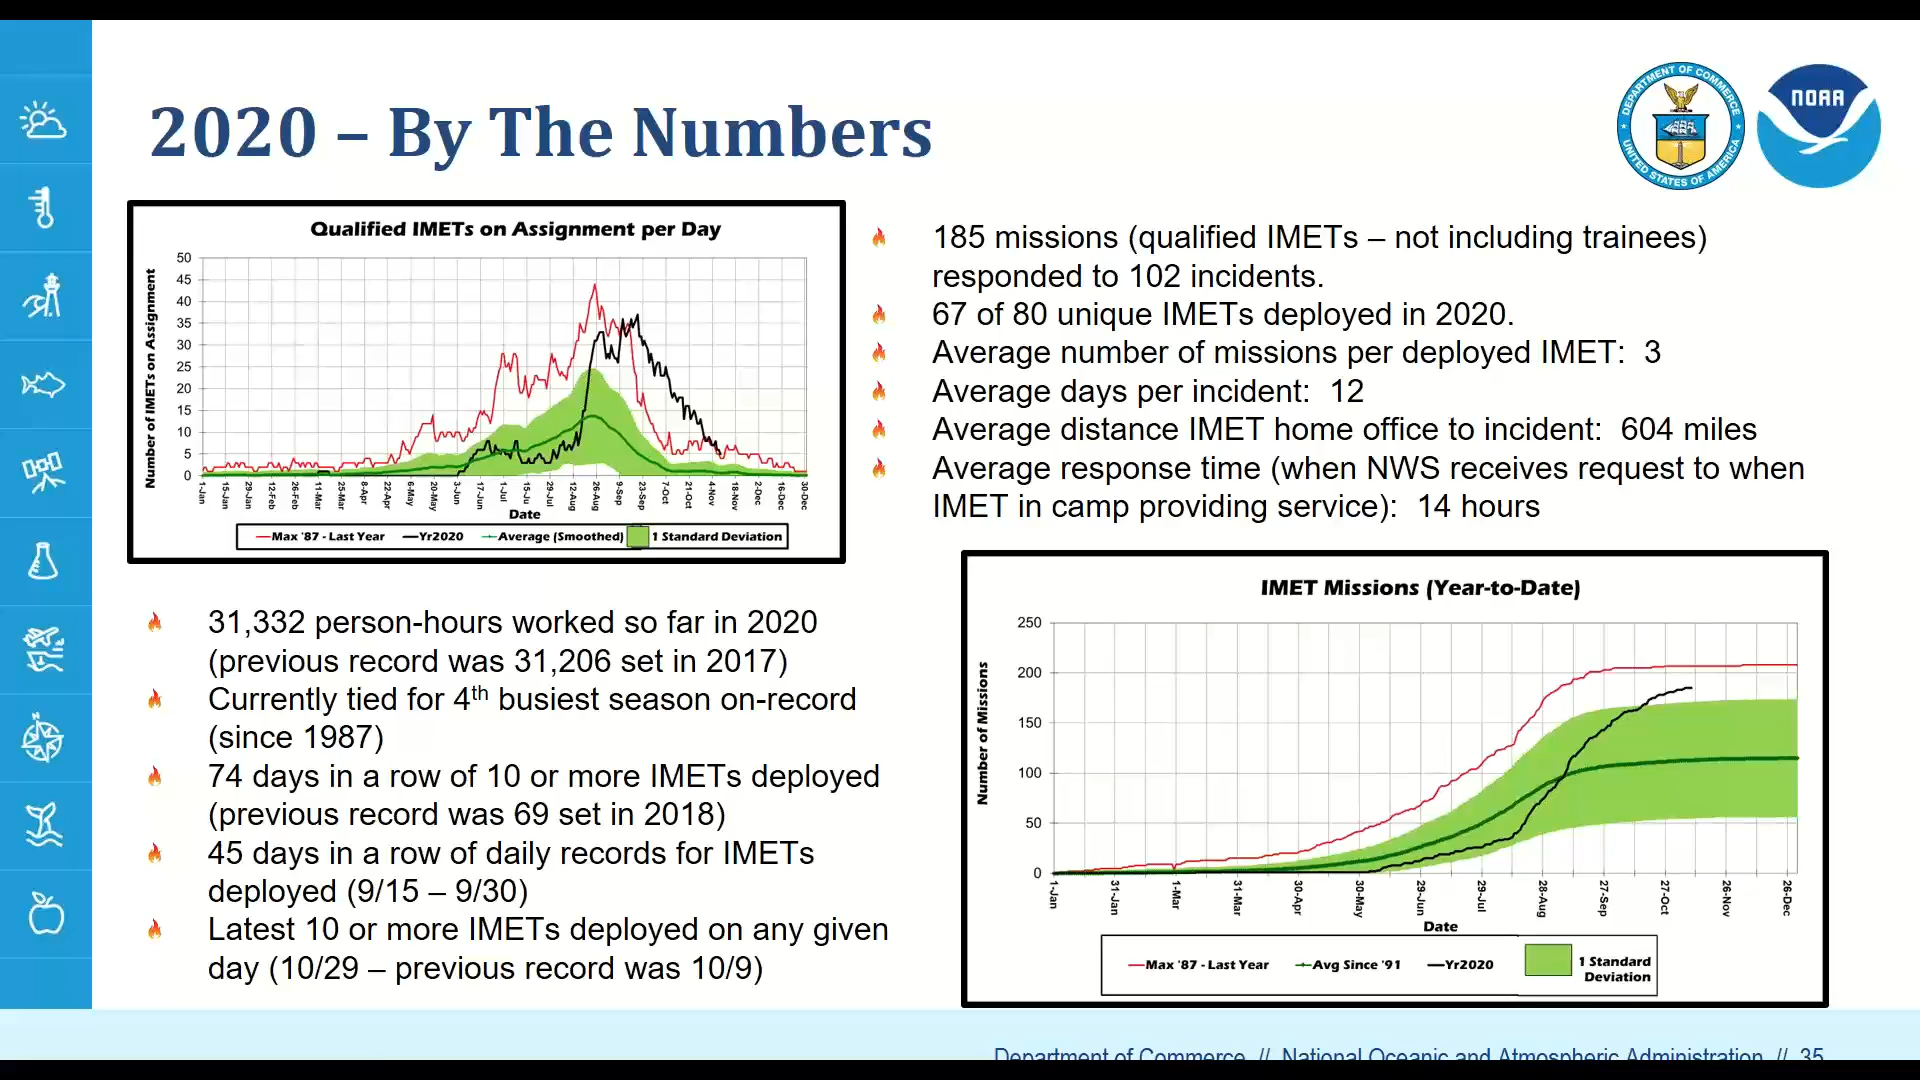 2020 – By The Numbers
DEPARTMENT OF COMMERCE
UNITED STATES OF AMERICA
NOAA
Qualified IMETs on Assignment per Day
Number of IMETs on Assignment
50
45
40
35
30
25
20
15
10
5
0
1-Jan
15-Jan
29-Jan
12-Feb
26-Feb
11-Mar
25-Mar
8-Apr
22-Apr
6-May
20-May
3-Jun
17-Jun
1-Jul
15-Jul
29-Jul
12-Aug
26-Aug
9-Sep
23-Sep
7-Oct
21-Oct
4-Nov
18-Nov
2-Dec
16-Dec
30-Dec
Date
Max '87 - Last Year
Yr2020
Average (Smoothed)
1 Standard Deviation
185 missions (qualified IMETs – not including trainees)
responded to 102 incidents.
67 of 80 unique IMETs deployed in 2020.
Average number of missions per deployed IMET: 3
Average days per incident: 12
Average distance IMET home office to incident: 604 miles
Average response time (when NWS receives request to when
IMET in camp providing service): 14 hours
31,332 person-hours worked so far in 2020
(previous record was 31,206 set in 2017)
Currently tied for 4th busiest season on-record
(since 1987)
74 days in a row of 10 or more IMETs deployed
(previous record was 69 set in 2018)
45 days in a row of daily records for IMETs
deployed (9/15 – 9/30)
Latest 10 or more IMETs deployed on any given
day (10/29 – previous record was 10/9)
IMET Missions (Year-to-Date)
Number of Missions
250
200
150
100
50
0
1-Jan
31-Jan
1-Mar
31-Mar
30-Apr
30-May
29-Jun
29-Jul
28-Aug
27-Sep
27-Oct
26-Nov
26-Dec
Date
Max '87 - Last Year
Avg Since '91
Yr2020
1 Standard
Deviation
Department of Commerce // National Oceanic and Atmospheric Administration // 35